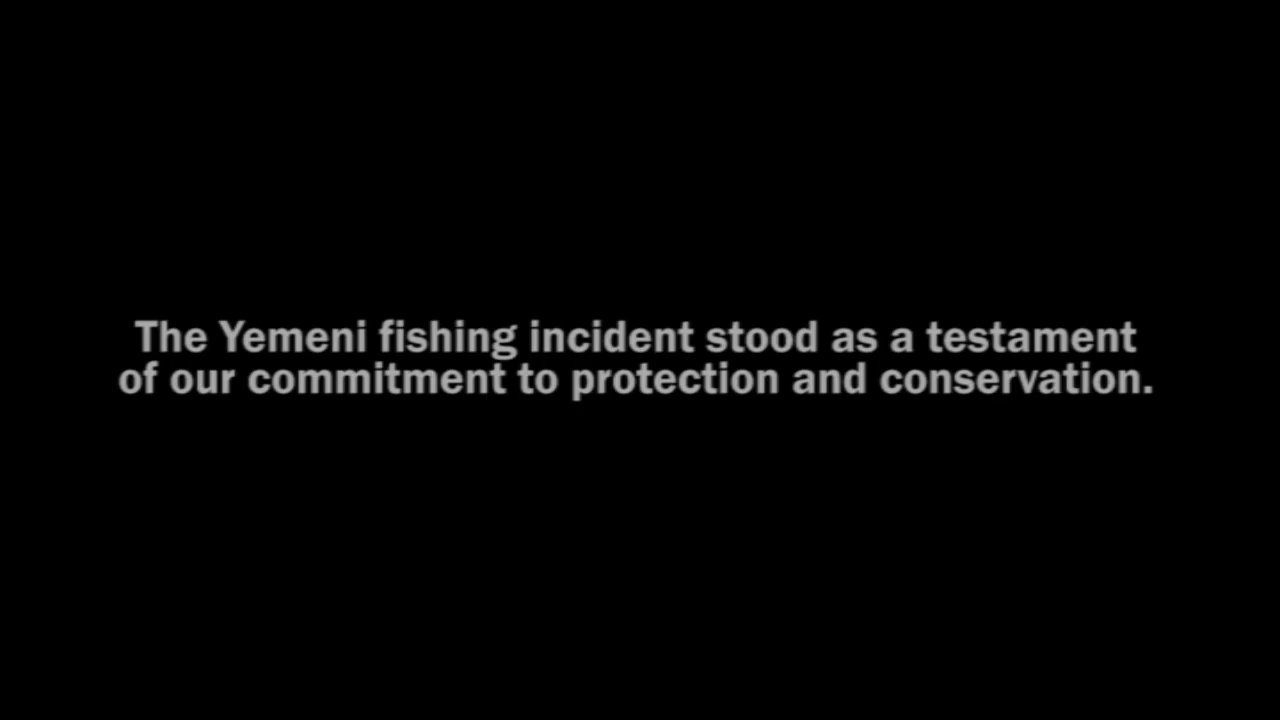 The Yemeni fishing incident stood as a testament
of our commitment to protection and conservation.